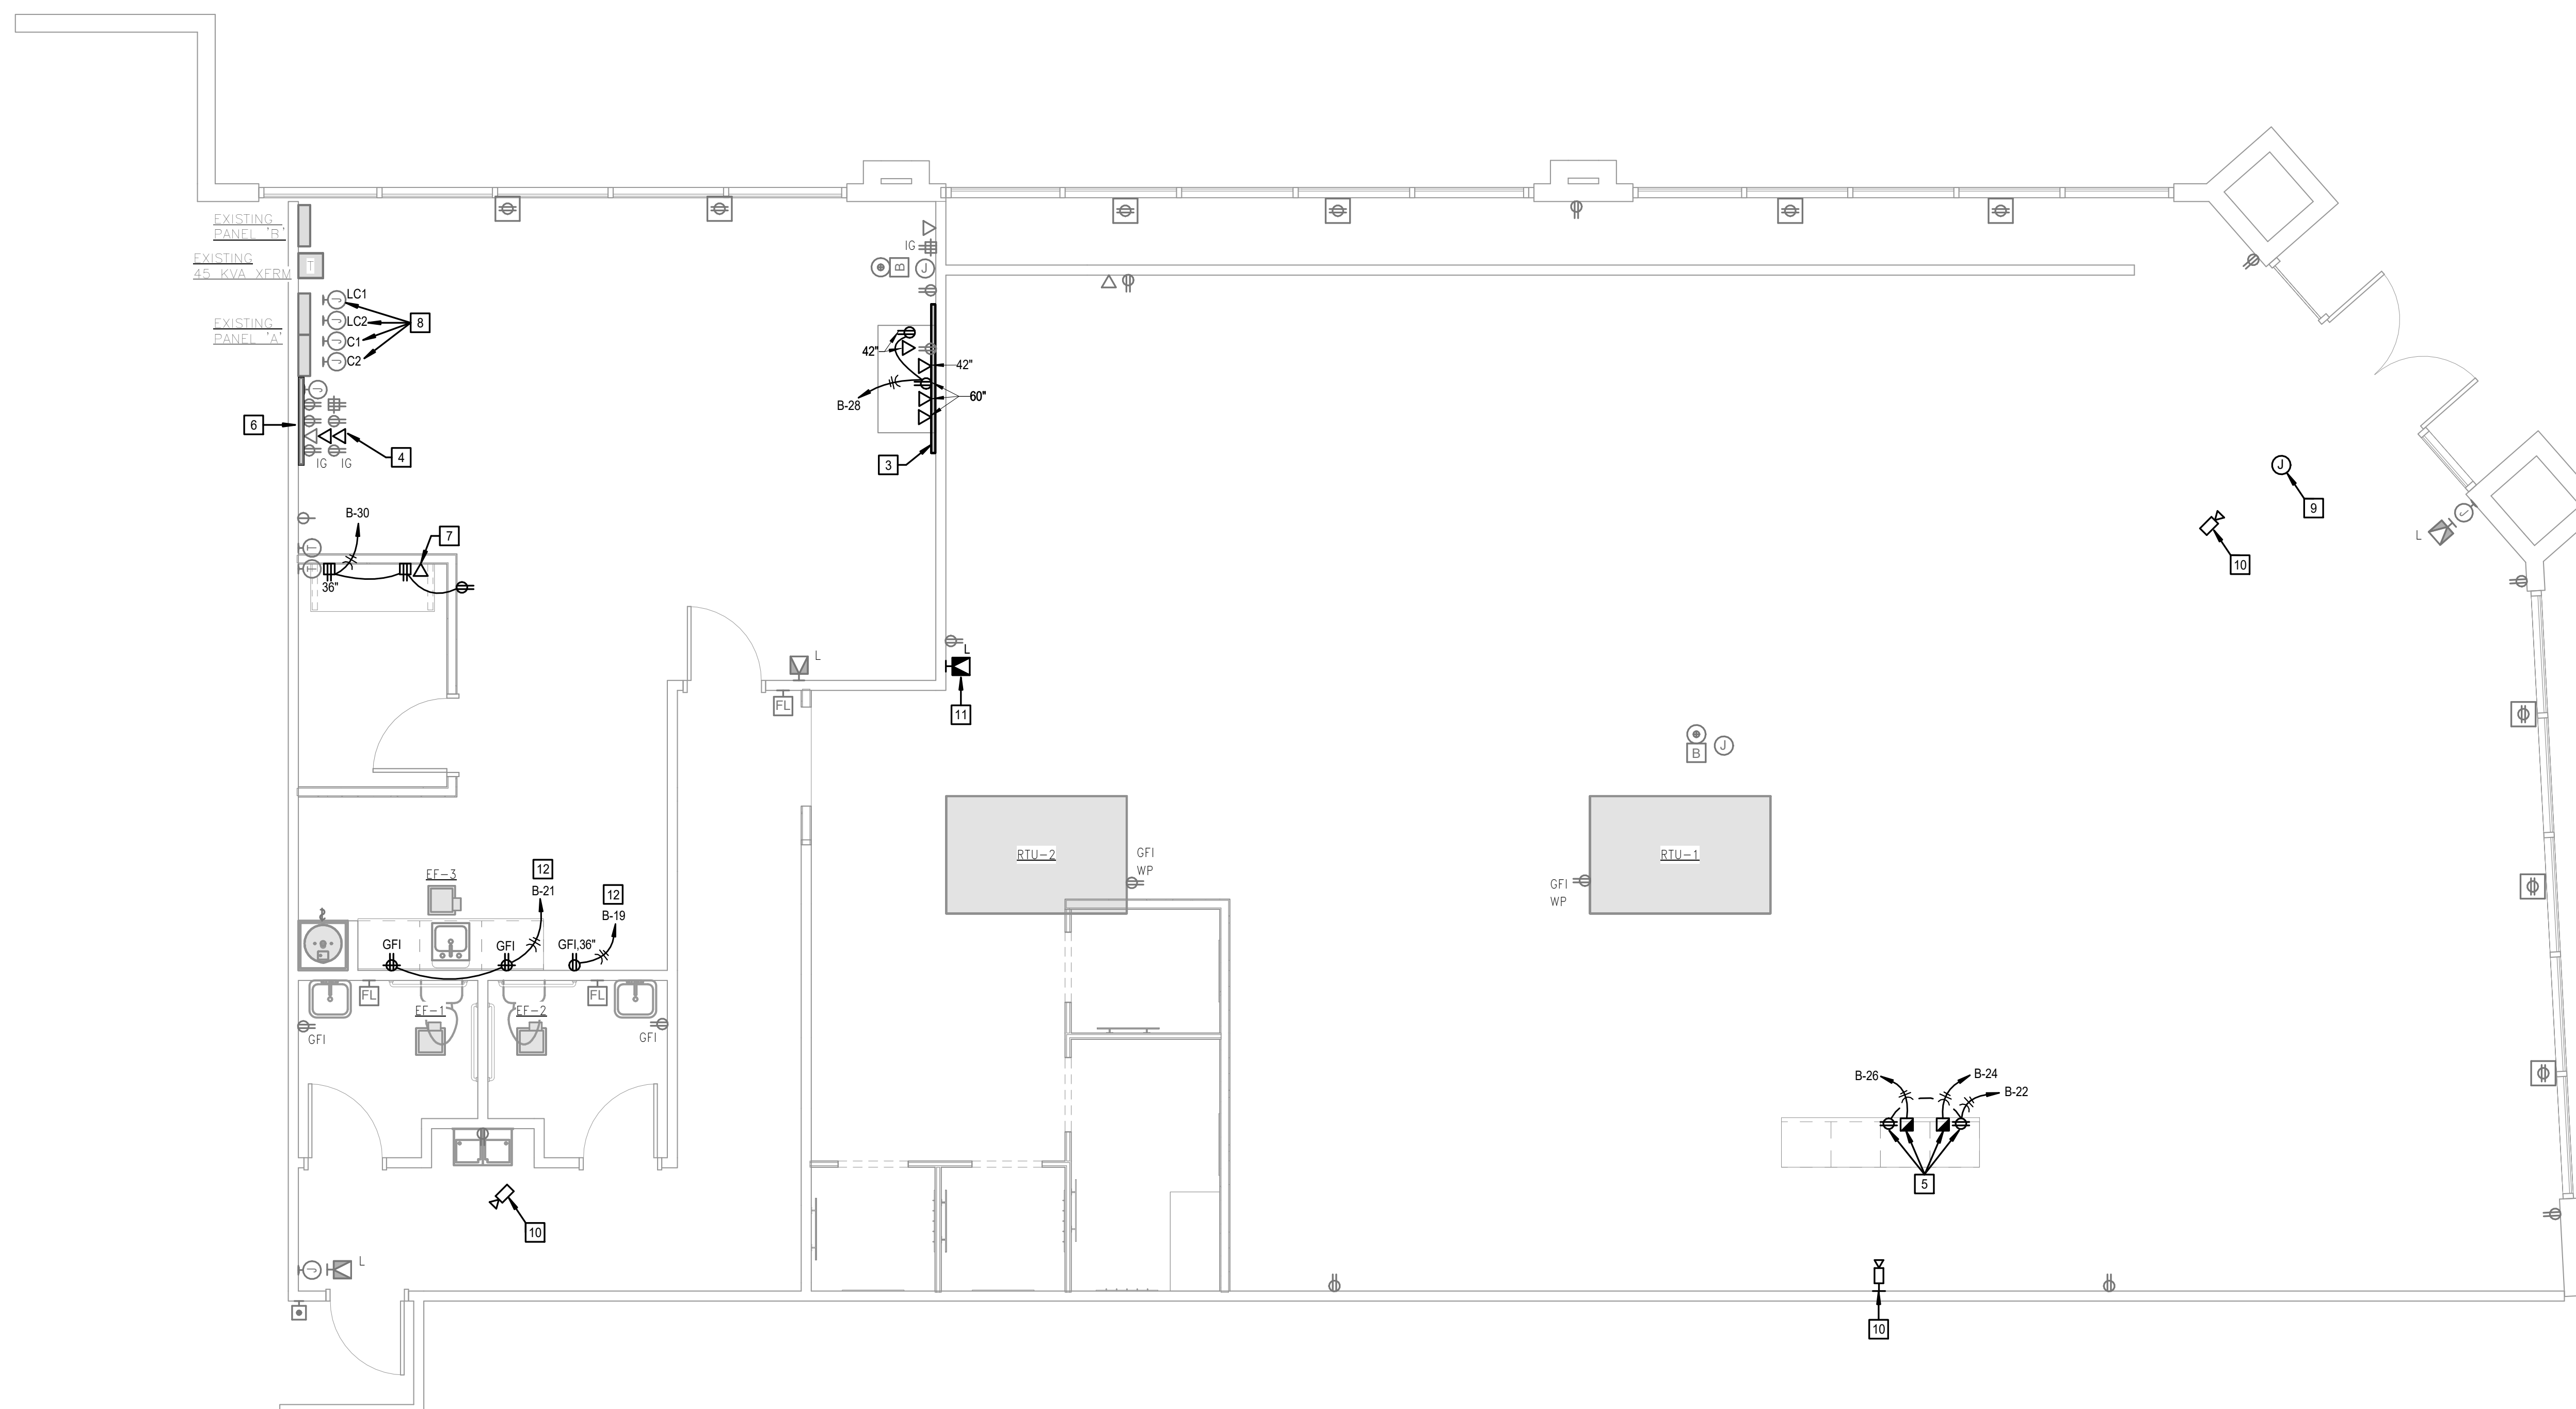 EXISTING
PANEL 'B'
EXISTING
45 KVA XFRM
T
EXISTING
PANEL 'A'
J
LC1
J
LC2
J
C1
J
C2
8
J
6
4
IG
IG
IG
B
J
42"
42"
60"
B-28
3
B-30
7
T
T
36"
L
FL
L
11
J
9
10
J
L
B
J
RTU-2
GFI
WP
RTU-1
GFI
WP
EF-3
12
B-21
12
B-19
GFI
GFI
GFI,36"
FL
FL
EF-1
EF-2
GFI
GFI
B-26
B-24
B-22
5
10
J
L
10